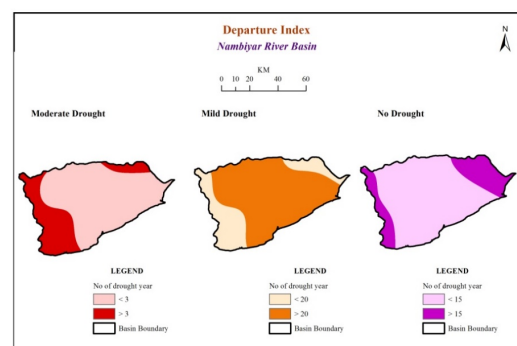 Departure Index
Nambiyar River Basin
N
KM
0 10 20 40 60
Moderate Drought
Mild Drought
No Drought
LEGEND
No of drought year
< 3
> 3
Basin Boundary
LEGEND
No of drought year
< 20
> 20
Basin Boundary
LEGEND
No of drought year
< 15
> 15
Basin Boundary